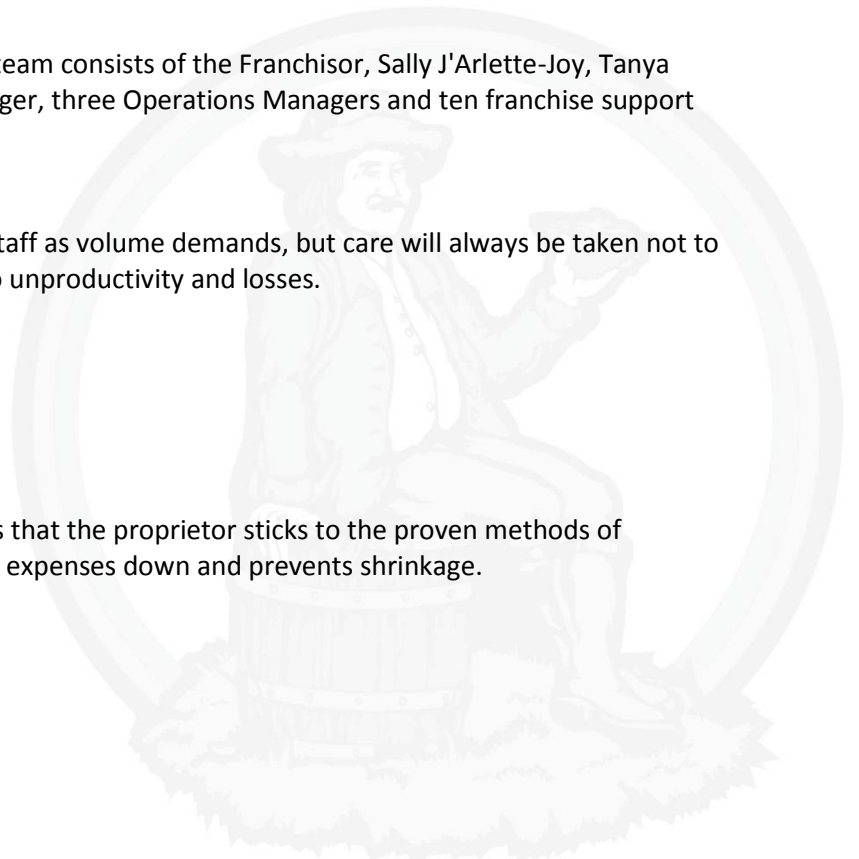 team consists of the Franchisor, Sally J'Arlette-Joy, Tanya
ger, three Operations Managers and ten franchise support
taff as volume demands, but care will always be taken not to
unproductivity and losses.
s that the proprietor sticks to the proven methods of
expenses down and prevents shrinkage.